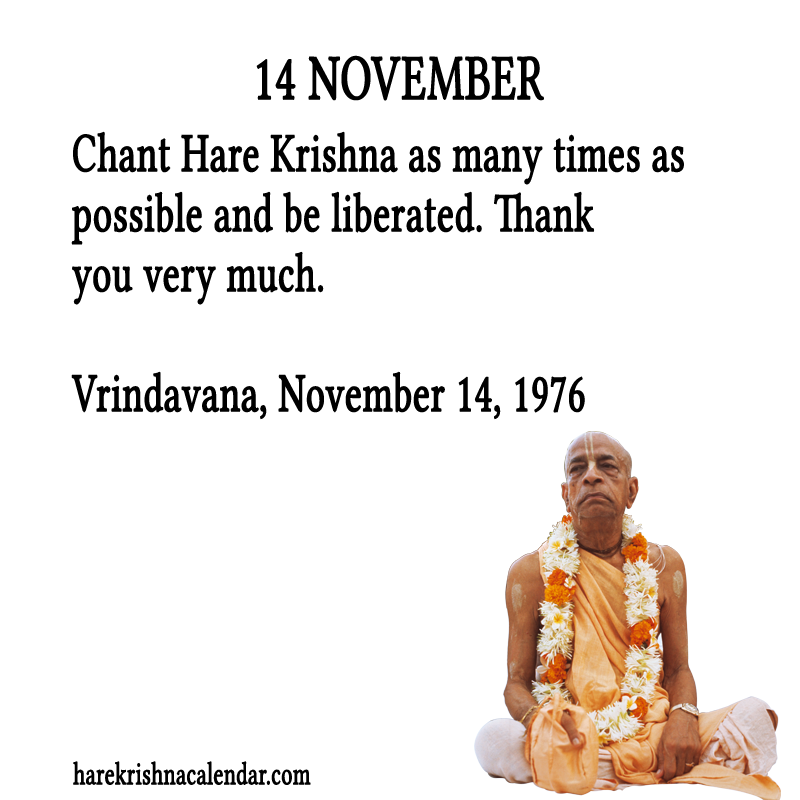 14 NOVEMBER
Chant Hare Krishna as many times as
possible and be liberated. Thank
you very much.
Vrindavana, November 14, 1976
harekrishnacalendar.com